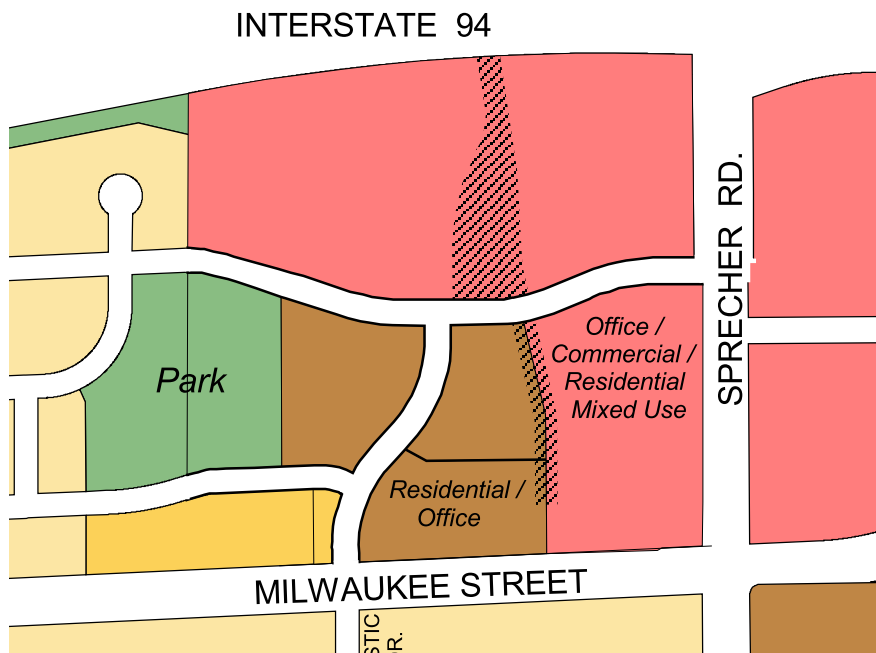 INTERSTATE 94
SPRECHER RD.
Office /
Commercial /
Residential
Mixed Use
Park
Residential /
Office
MILWAUKEE STREET